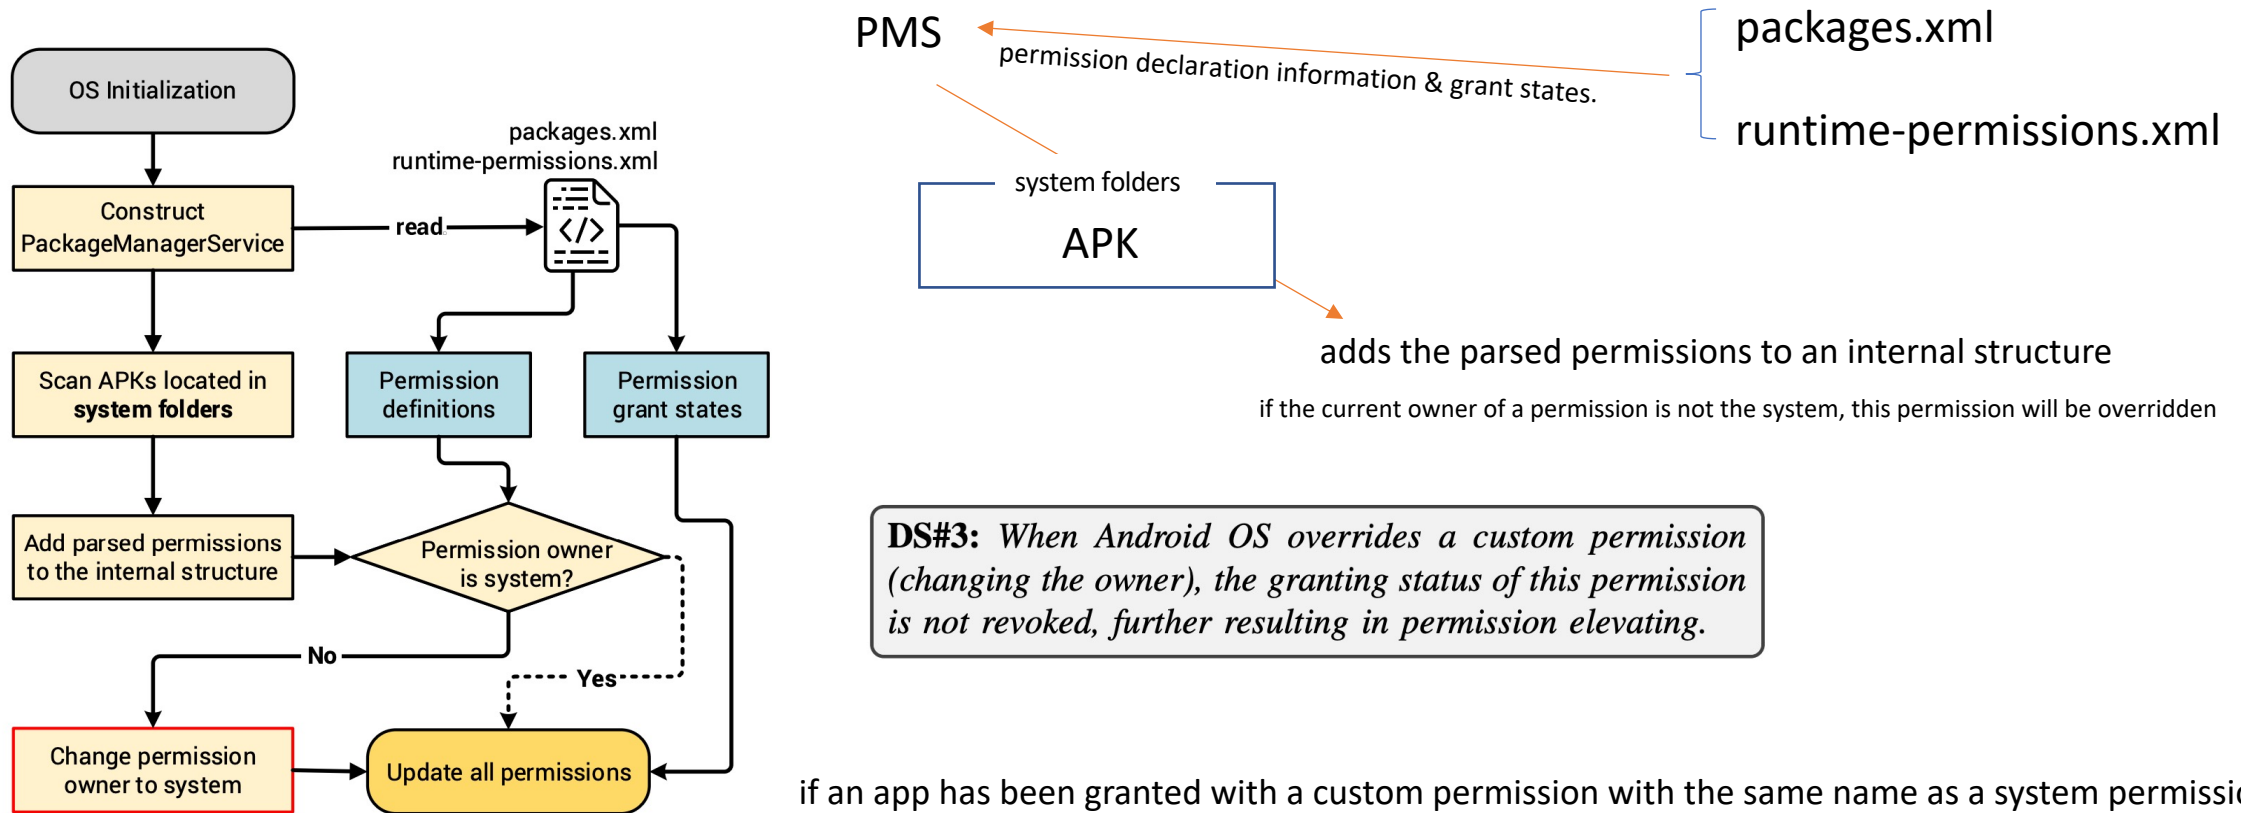 OS Initialization
Construct
PackageManagerService
read
packages.xml
runtime-permissions.xml
</>
Scan APKs located in
system folders
Permission
definitions
Permission
grant states
Add parsed permissions
to the internal structure
Permission owner
is system?
No
Yes
Change permission
owner to system
Update all permissions
PMS
permission declaration information & grant states.
packages.xml
runtime-permissions.xml
system folders
APK
adds the parsed permissions to an internal structure
if the current owner of a permission is not the system, this permission will be overridden
DS#3: When Android OS overrides a custom permission
(changing the owner), the granting status of this permission
is not revoked, further resulting in permission elevating.
if an app has been granted with a custom permission with the same name as a system